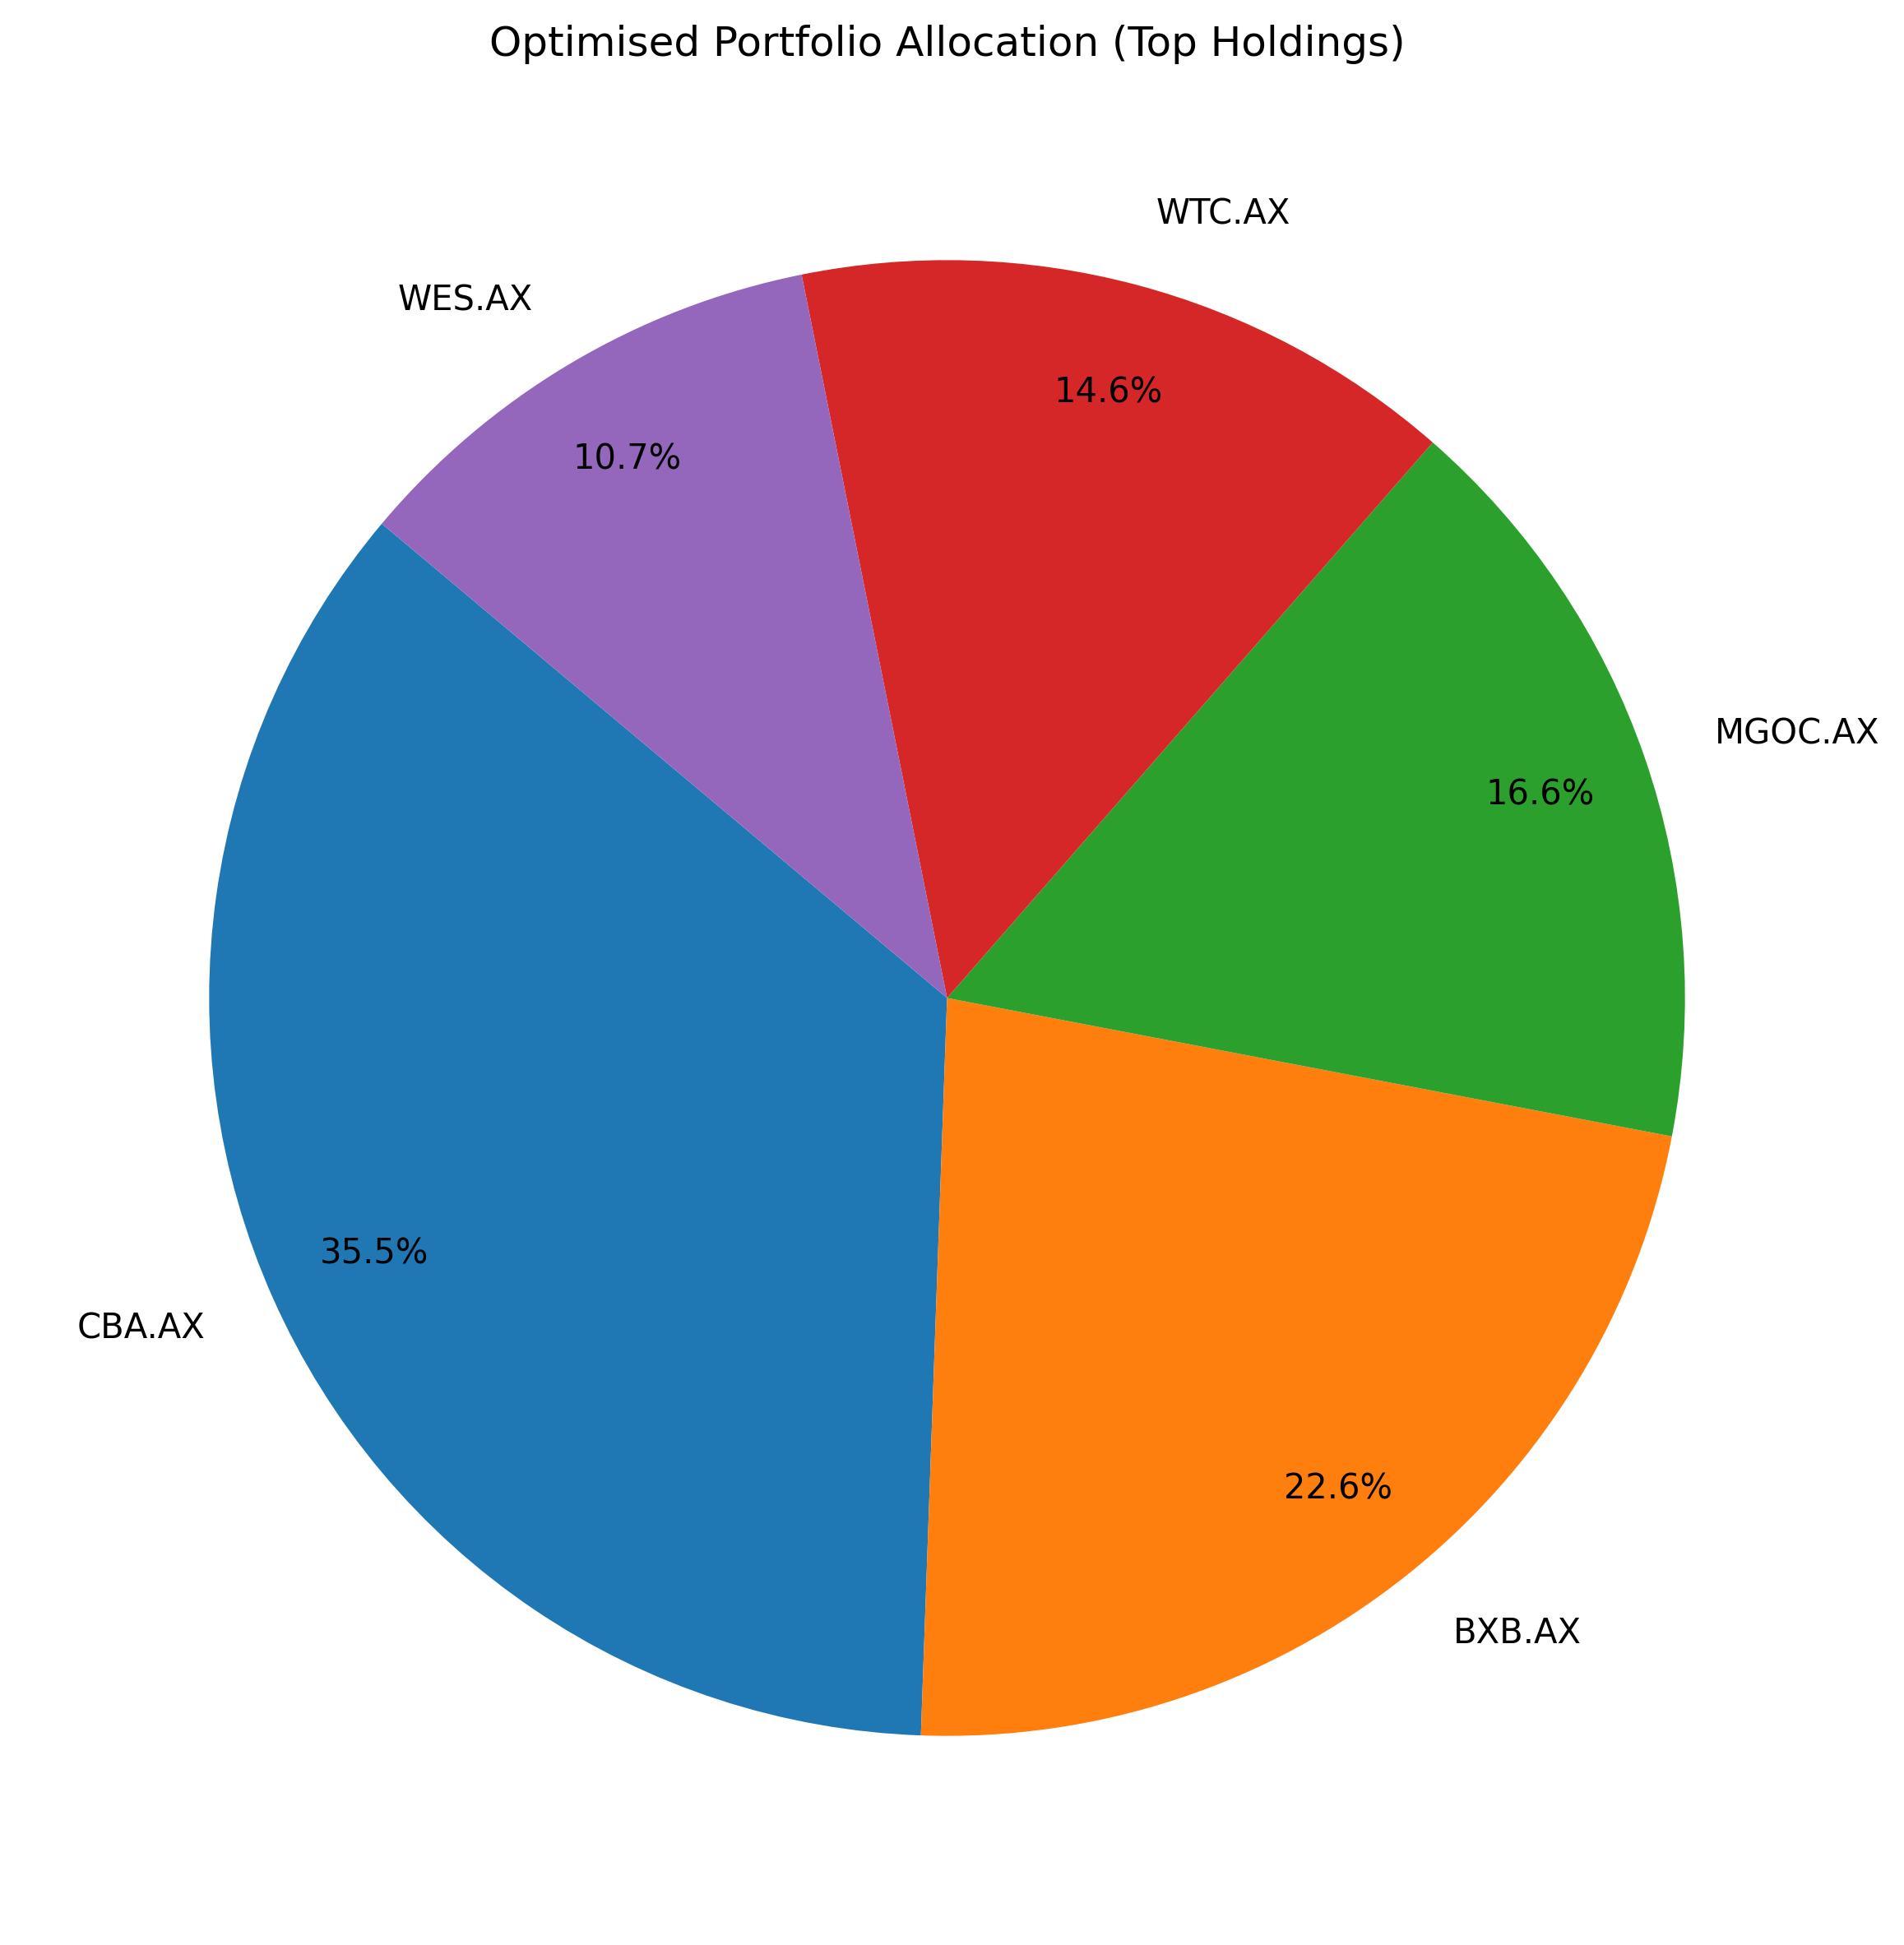 Optimised Portfolio Allocation (Top Holdings)
WTC.AX
WES.AX
14.6%
10.7%
MGOC.AX
16.6%
35.5%
CBA.AX
22.6%
BXB.AX